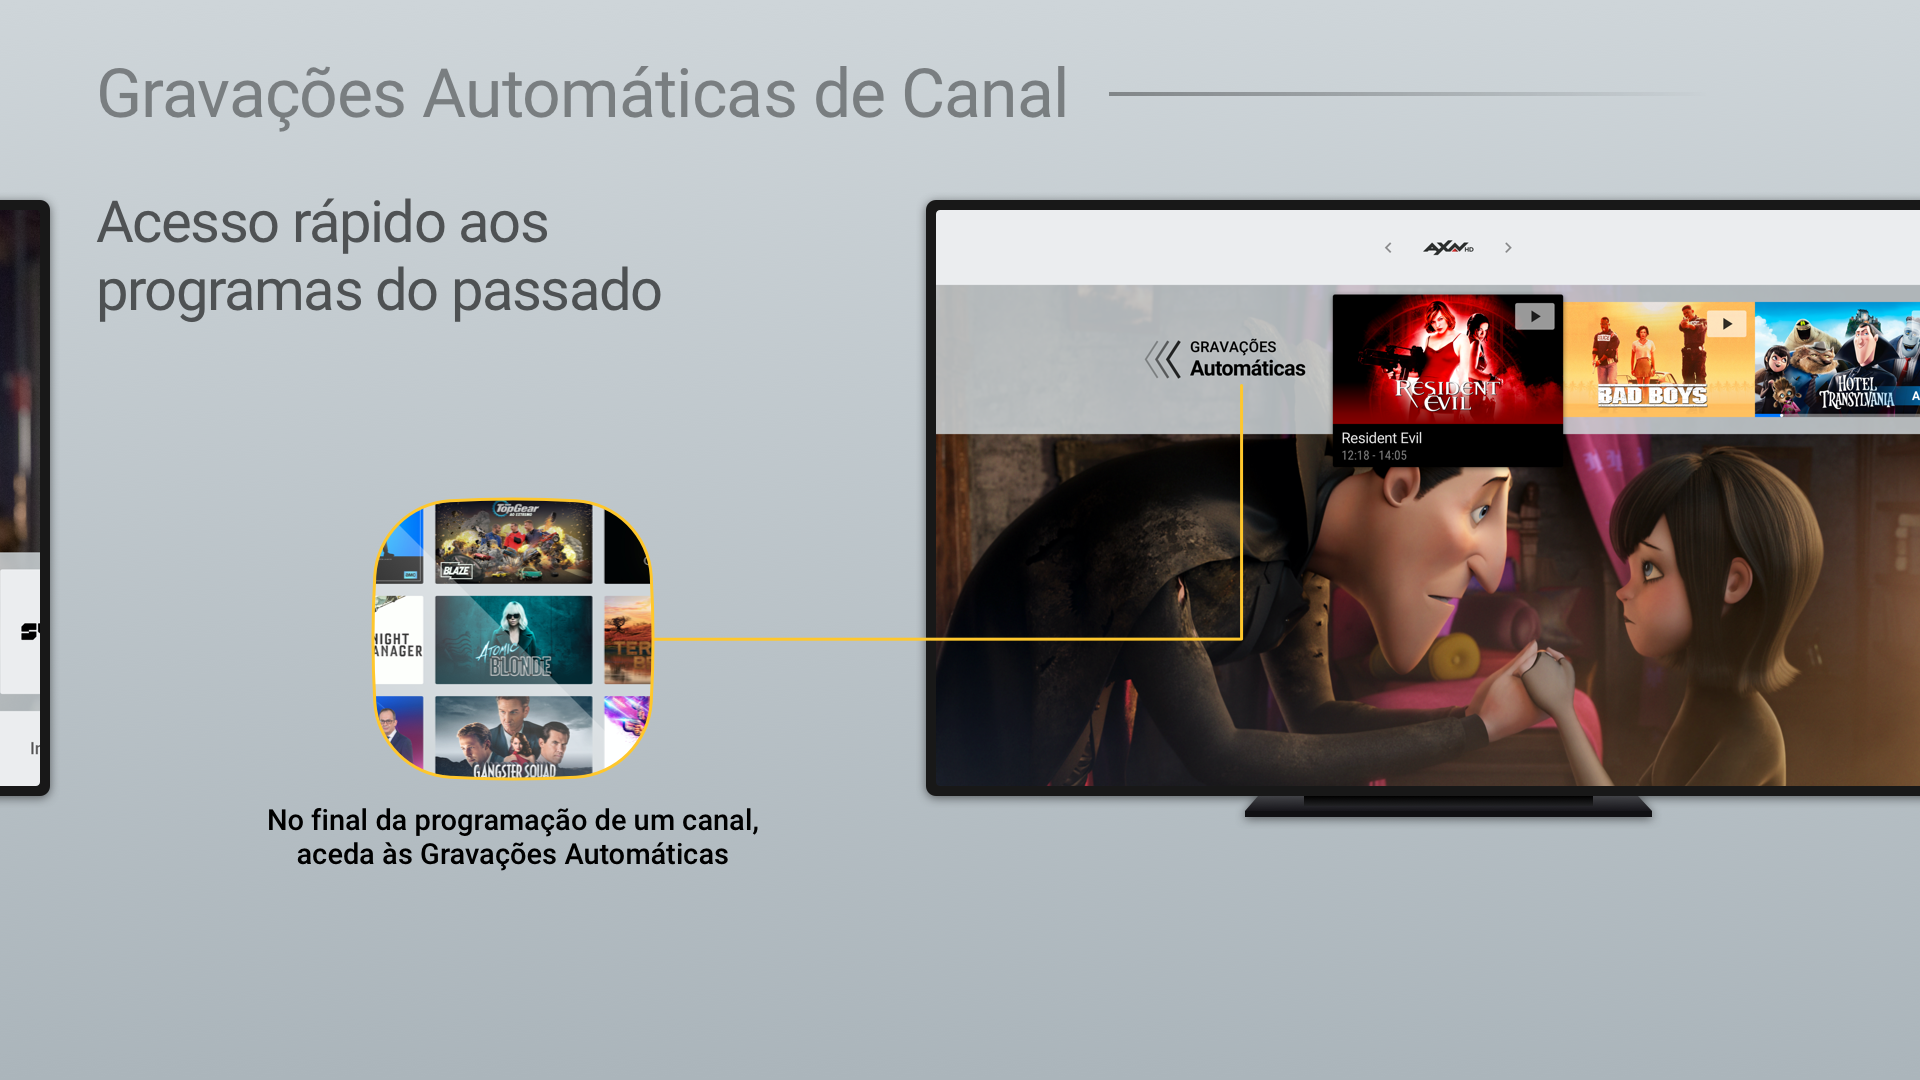 Gravações Automáticas de Canal
Acesso rápido aos
programas do passado
AXN HD
GRAVAÇÕES
Automáticas
RESIDENT
EVIL
Resident Evil
12:18 - 14:05
BAD BOYS
HOTEL
TRANSYLVANIA
A
TopGear
BLAZE
NIGHT
MANAGER
ATOMIC
BLONDE
GANGSTER SQUAD
No final da programação de um canal,
aceda às Gravações Automáticas